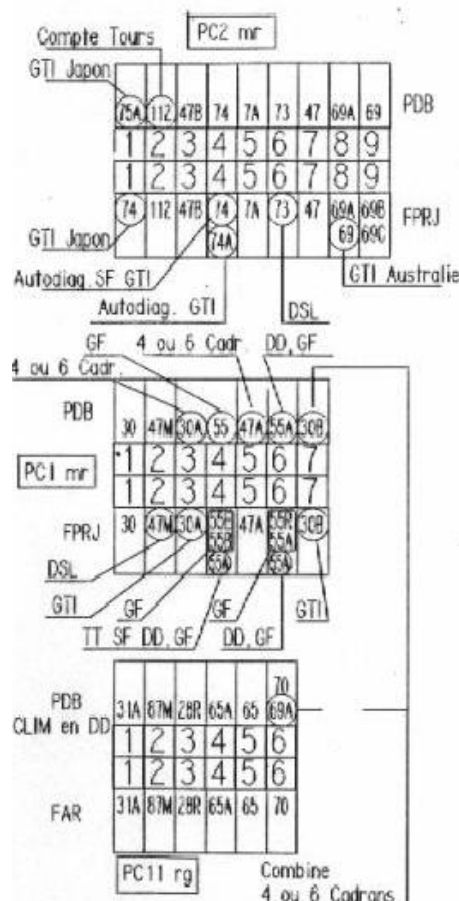 PC2 mr
Compte Tours
GTI Japon
75A 112 47B 74 7A 73 47 69A 69 PDB
1 2 3 4 5 6 7 8 9
1 2 3 4 5 6 7 8 9
74 112 47B 74 7A 73 47 69A 69B FPRJ
74A 69 69C
GTI Japon
GTI Australie
Autodiag. SF GTI
Autodiag. GTI
DSL
GF 4 ou 6 Cadr. DD, GF
4 ou 6 Cadr.
PDB 30 47M 30A 55 47A 55A 30B
PC1 mr
1 2 3 4 5 6 7
1 2 3 4 5 6 7
FPRJ 30 47M 30A 47A 55R 30B
55B 55A
55A 55A
DSL
GTI GF GF GTI
TT SF DD, GF DD, GF
70
PDB 31A 87M 28R 65A 65 69A
CLIM en DD
1 2 3 4 5 6
1 2 3 4 5 6
FAR 31A 87M 28R 65A 65 70
PC11 rg
Combine
4 ou 6 Cadrans